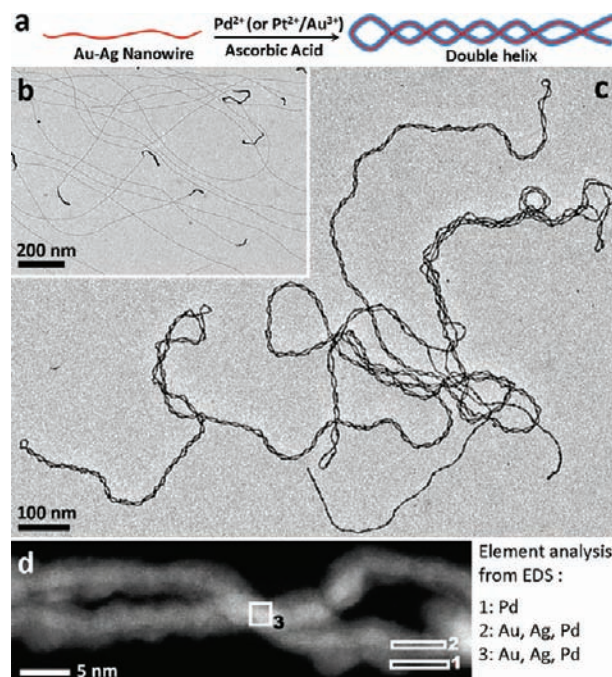 a
Pd²⁺ (or Pt²⁺/Au³⁺)
Au-Ag Nanowire
Ascorbic Acid
Double helix
b
c
200 nm
100 nm
d
3
2
1
5 nm
Element analysis
from EDS :
1: Pd
2: Au, Ag, Pd
3: Au, Ag, Pd